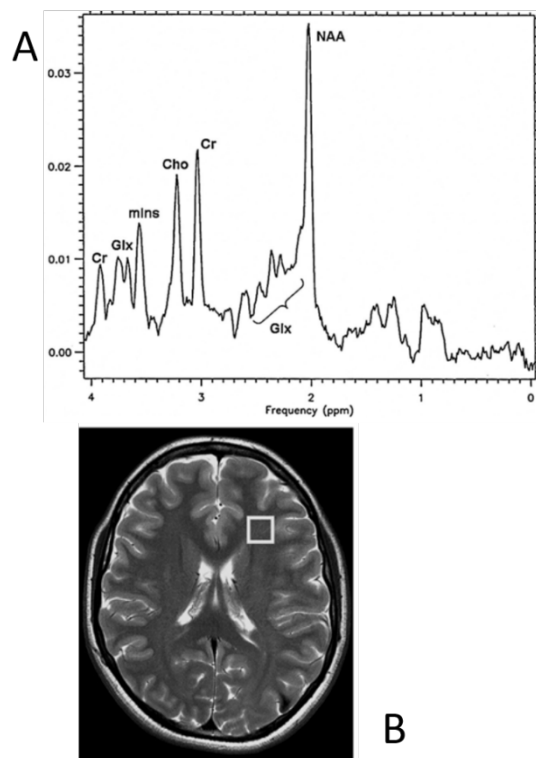 A
NAA
0.03
Cr
Cho
0.02
mIns
Glx
Cr
0.01
Glx
0.00
4 3 2 1 0
Frequency (ppm)
B